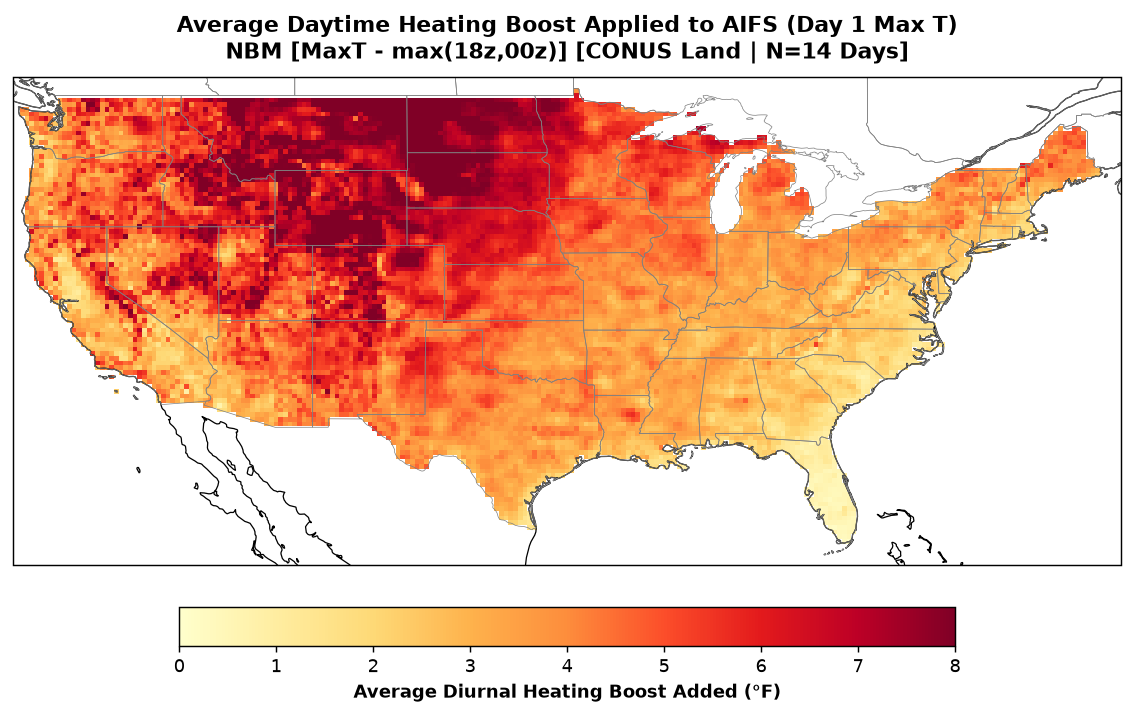 Average Daytime Heating Boost Applied to AIFS (Day 1 Max T)
NBM [MaxT - max(18z,00z)] [CONUS Land | N=14 Days]
0 1 2 3 4 5 6 7 8
Average Diurnal Heating Boost Added (°F)